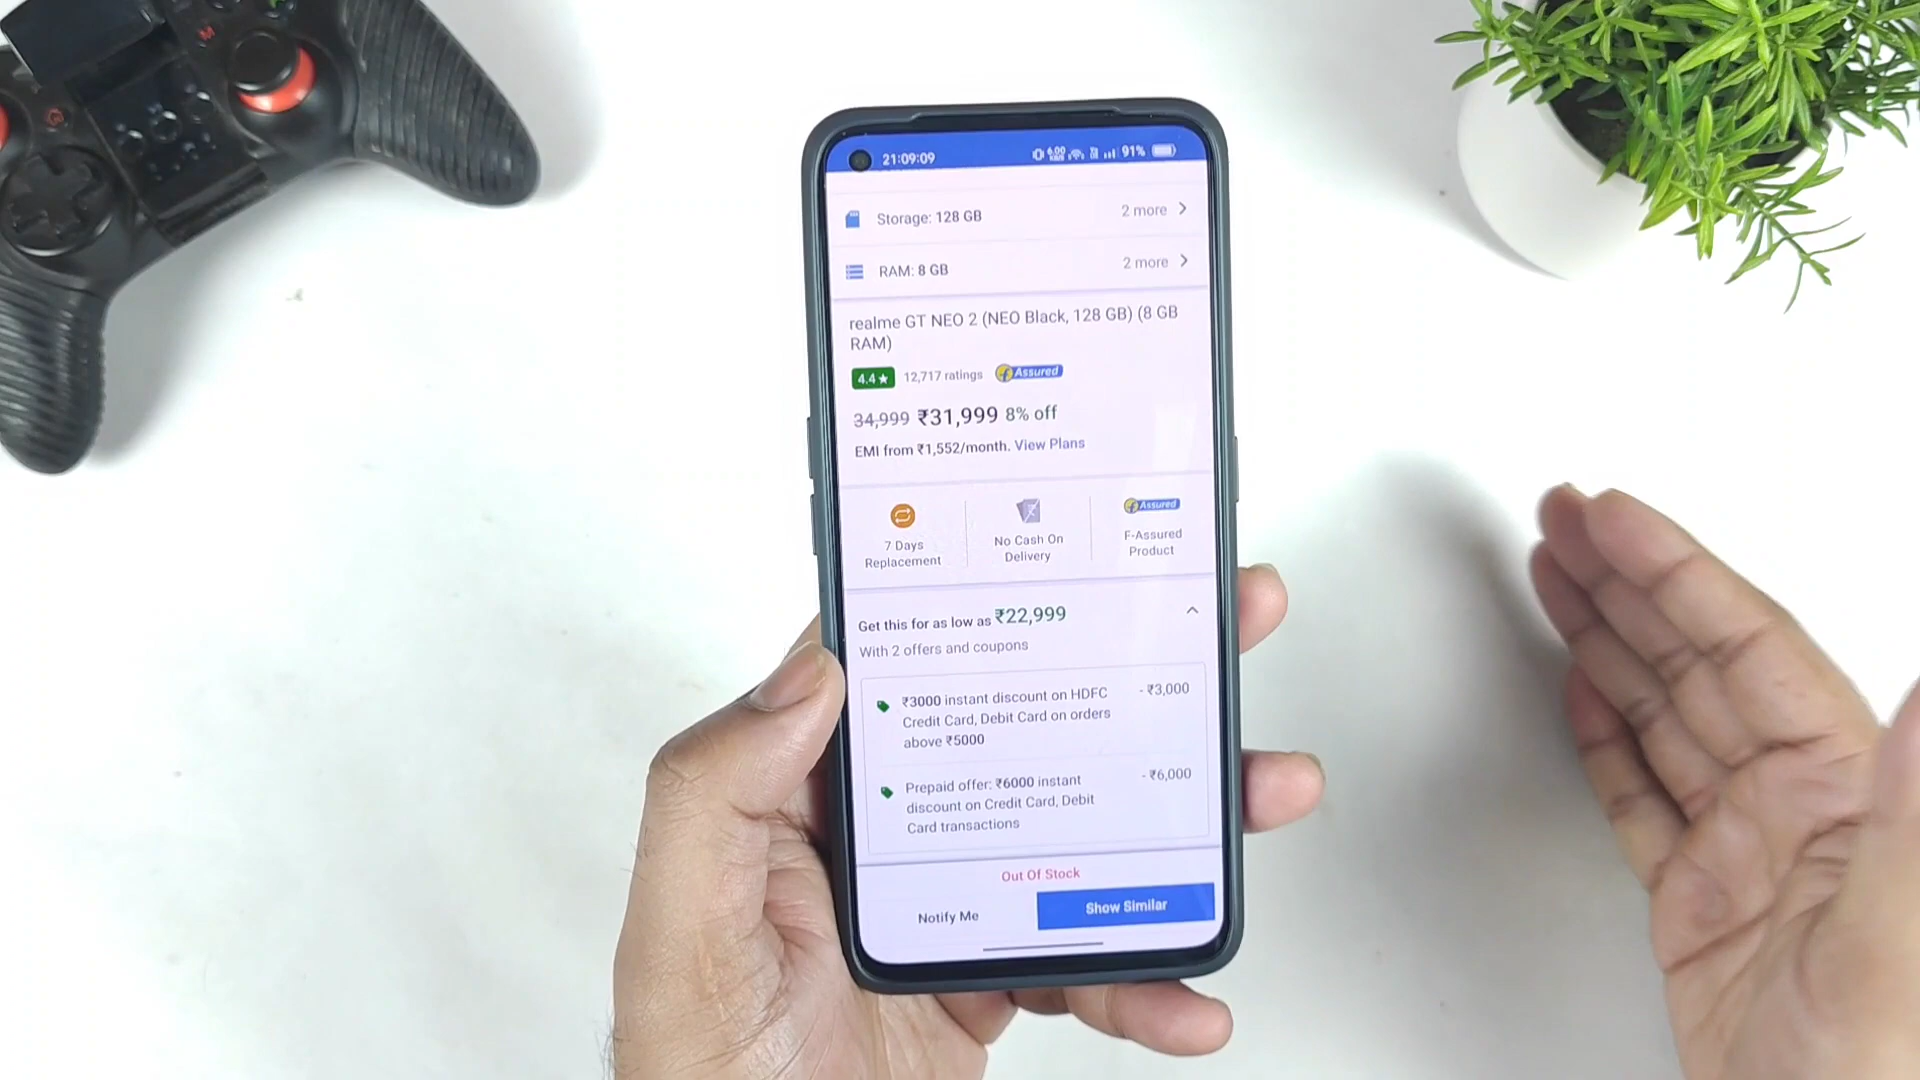 M
21:09:09
6.00
KB/S
91%
Storage: 128 GB
2 more
RAM: 8 GB
2 more
realme GT NEO 2 (NEO Black, 128 GB) (8 GB
RAM)
4.4★ 12,717 ratings Assured
34,999 ₹31,999 8% off
EMI from ₹1,552/month. View Plans
7 Days
Replacement
No Cash On
Delivery
Assured
F-Assured
Product
Get this for as low as ₹22,999
With 2 offers and coupons
₹3000 instant discount on HDFC
Credit Card, Debit Card on orders
above ₹5000
- ₹3,000
Prepaid offer: ₹6000 instant
discount on Credit Card, Debit
Card transactions
- ₹6,000
Out Of Stock
Notify Me
Show Similar